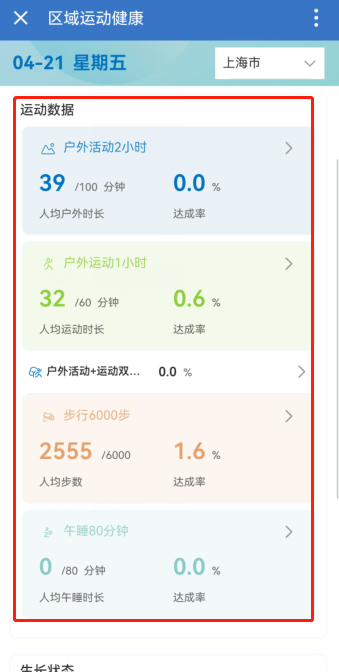 区域运动健康
04-21 星期五
上海市
运动数据
户外活动2小时
39 /100 分钟 0.0 %
人均户外时长 达成率
户外运动1小时
32 /60 分钟 0.6 %
人均运动时长 达成率
户外活动+运动双... 0.0 %
步行6000步
2555 /6000 1.6 %
人均步数 达成率
午睡80分钟
0 /80 分钟 0.0 %
人均午睡时长 达成率
生长状态